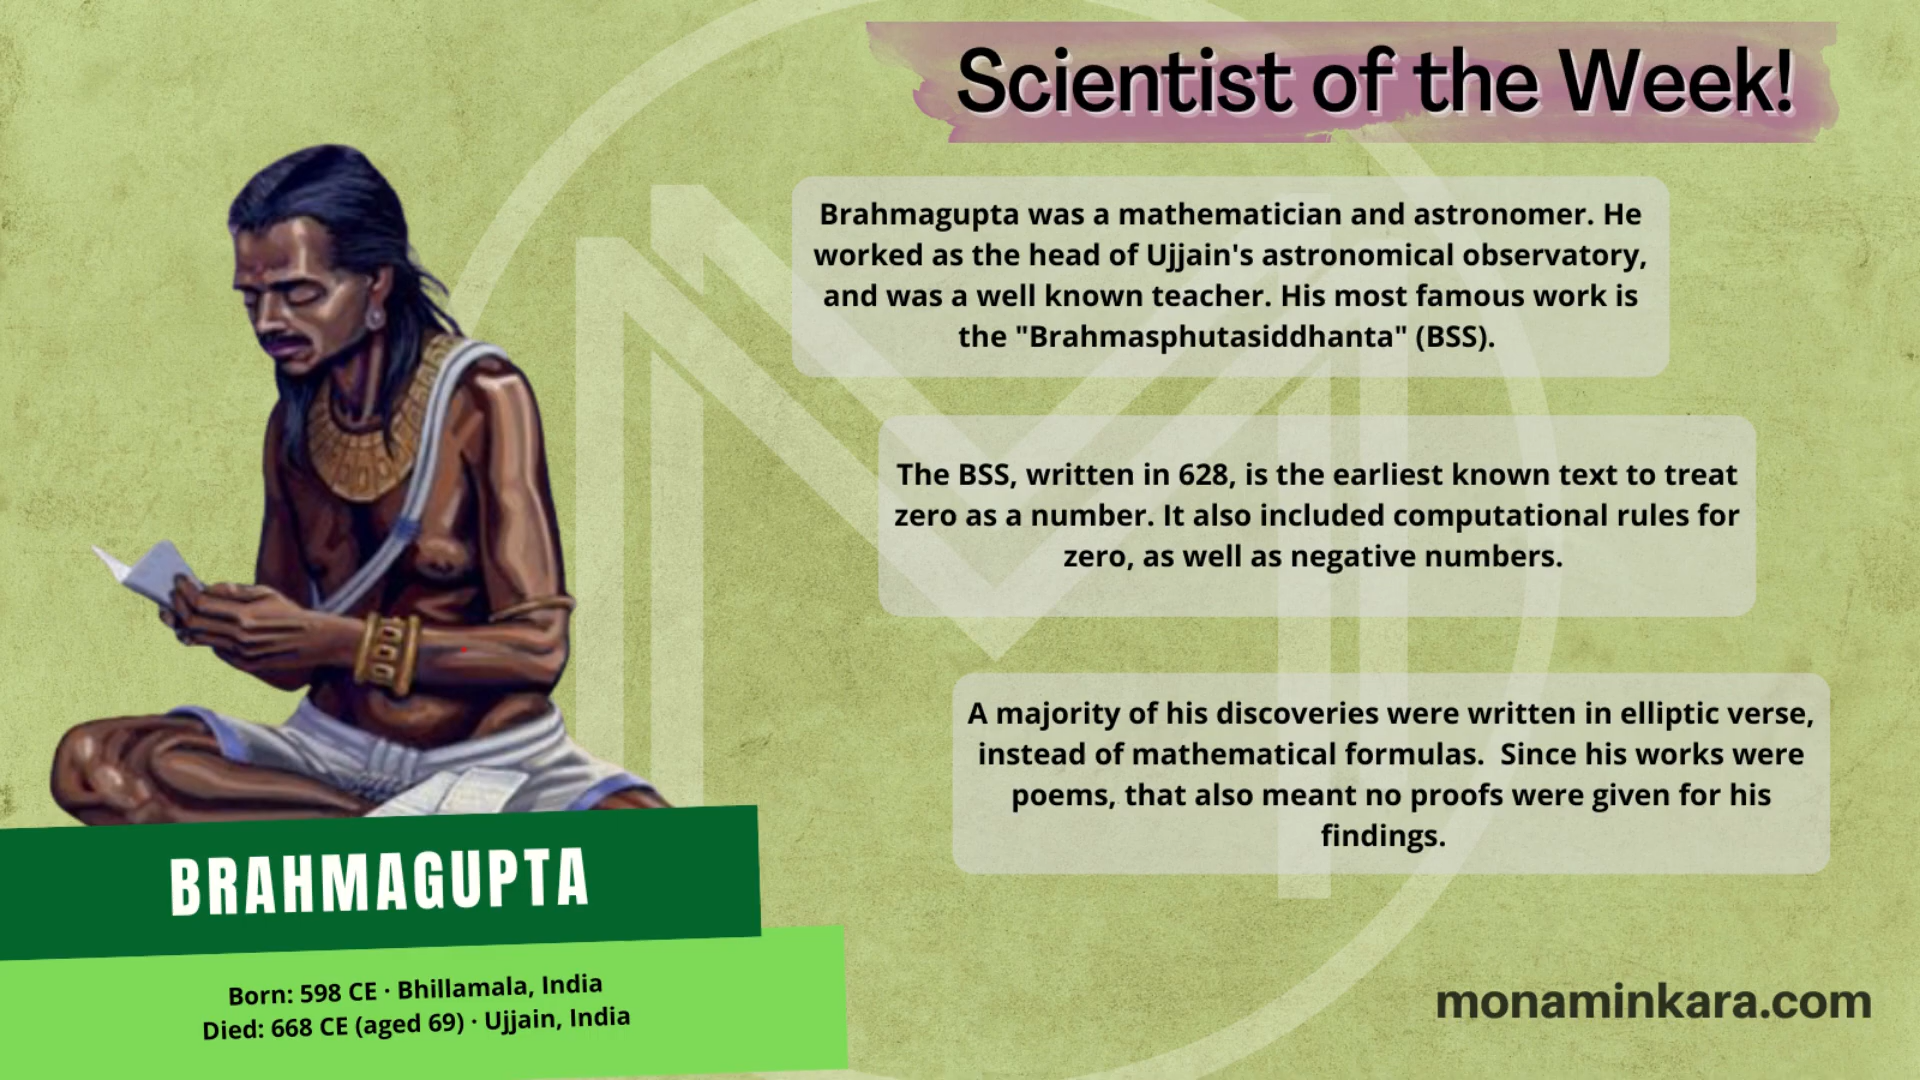 Scientist of the Week!
Brahmagupta was a mathematician and astronomer. He
worked as the head of Ujjain's astronomical observatory,
and was a well known teacher. His most famous work is
the "Brahmasphutasiddhanta" (BSS).
The BSS, written in 628, is the earliest known text to treat
zero as a number. It also included computational rules for
zero, as well as negative numbers.
A majority of his discoveries were written in elliptic verse,
instead of mathematical formulas.  Since his works were
poems, that also meant no proofs were given for his
findings.
BRAHMAGUPTA
Born: 598 CE · Bhillamala, India
Died: 668 CE (aged 69) · Ujjain, India
monaminkara.com